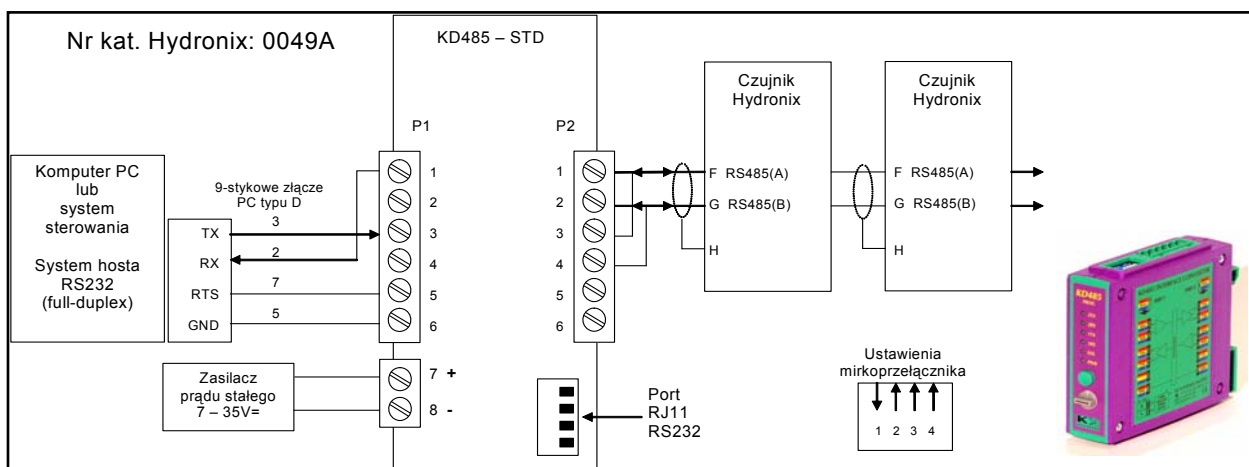 Nr kat. Hydronix: 0049A
KD485 – STD
P1
P2
Komputer PC
lub
system
sterowania
System hosta
RS232
(full-duplex)
9-stykowe złącze
PC typu D
TX
3
RX
2
RTS
7
GND
5
1
2
3
4
5
6
7 +
8 -
Zasilacz
prądu stałego
7 – 35V=
1
2
3
4
5
6
Port
RJ11
RS232
Czujnik
Hydronix
F RS485(A)
G RS485(B)
H
Czujnik
Hydronix
F RS485(A)
G RS485(B)
H
Ustawienia
mirkoprzełącznika
1 2 3 4
KD485